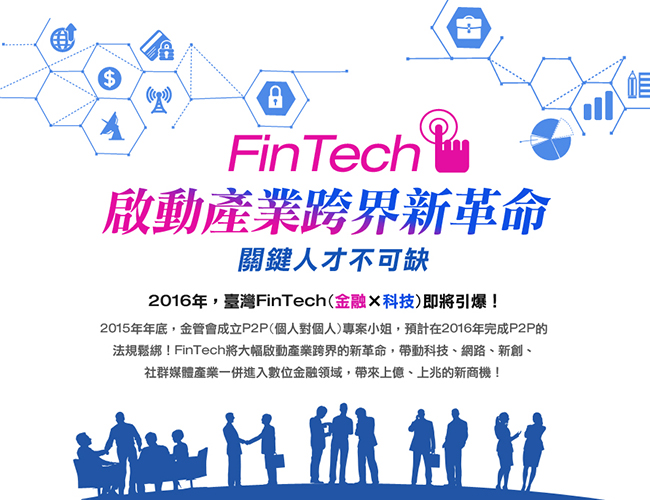 FinTech
啟動產業跨界新革命
關鍵人才不可缺
2016年，臺灣FinTech(金融×科技)即將引爆！
2015年年底，金管會成立P2P(個人對個人)專案小姐，預計在2016年完成P2P的
法規鬆綁！FinTech將大幅啟動產業跨界的新革命，帶動科技、網路、新創、
社群媒體產業一併進入數位金融領域，帶來上億、上兆的新商機！